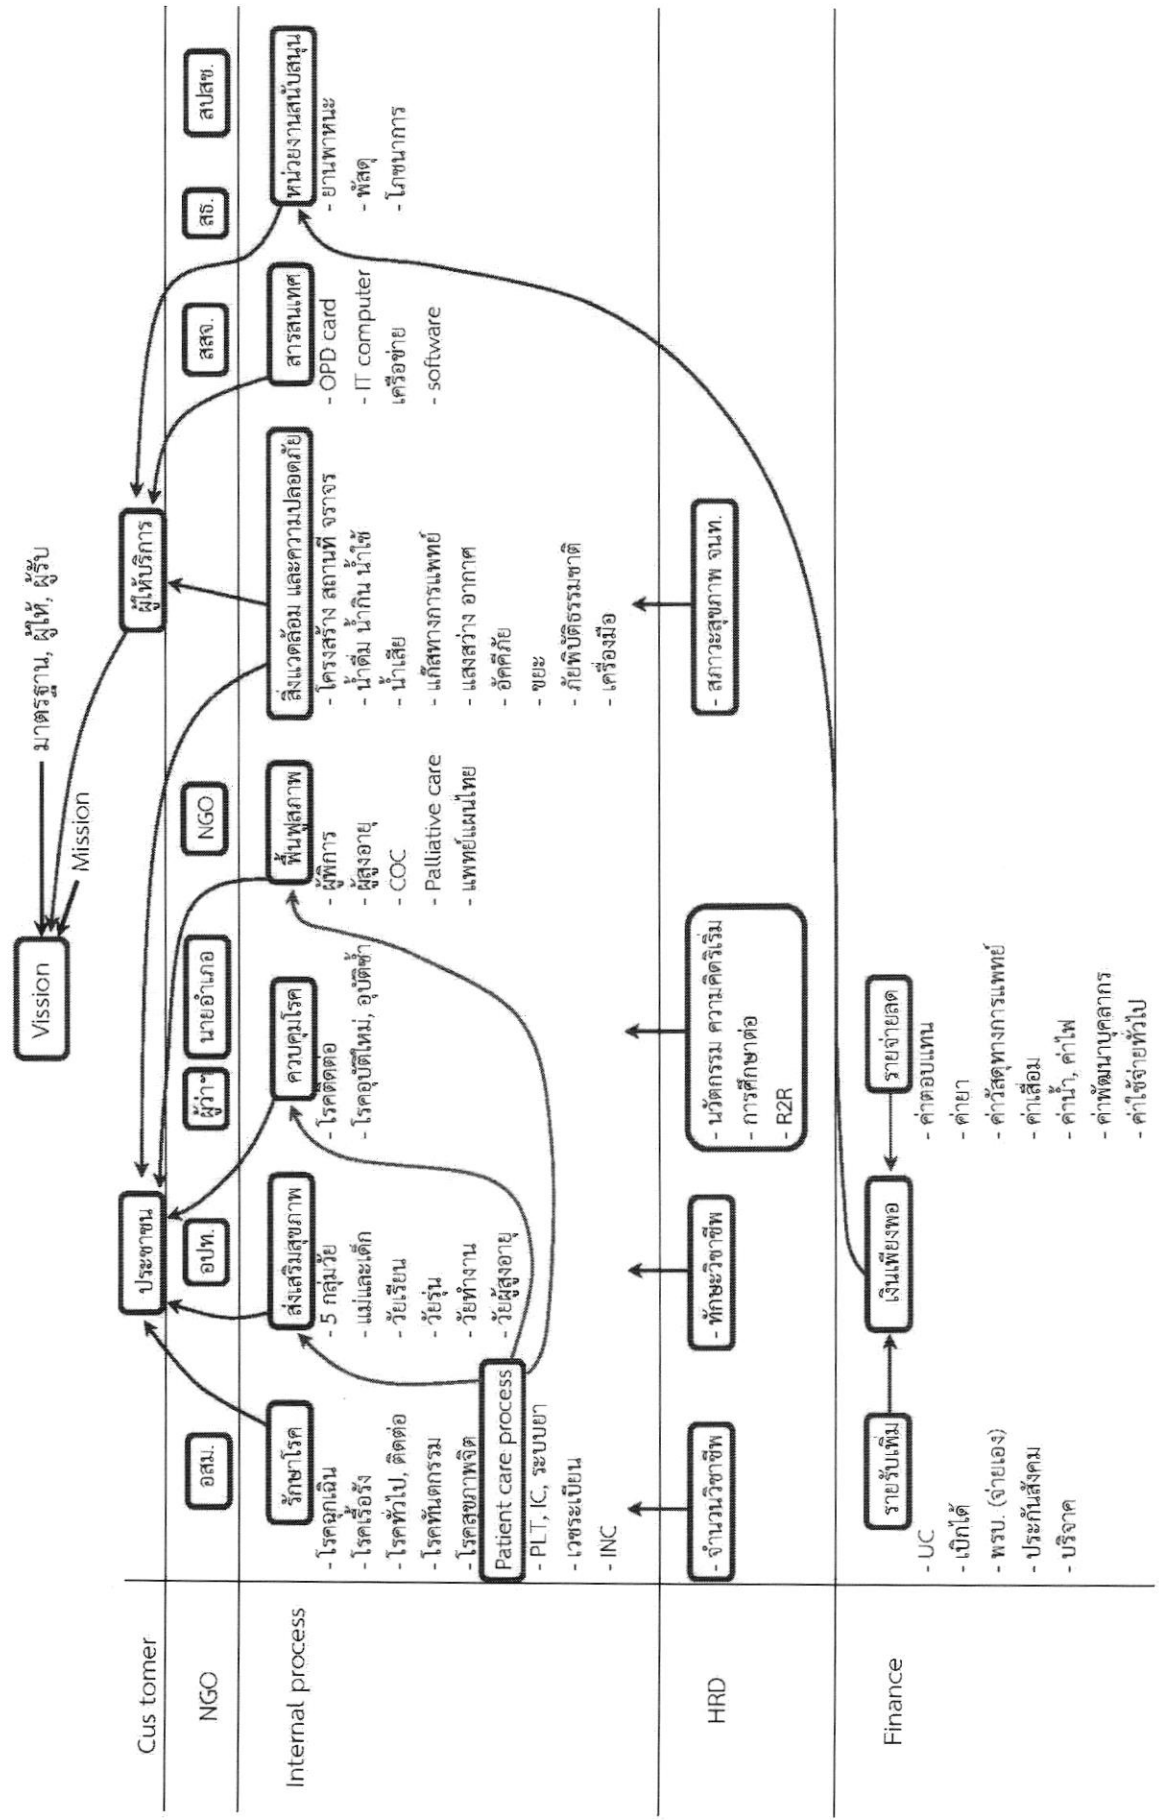 Vission
มาตรฐาน, ผู้ให้, ผู้รับ
Mission
Cus tomer
ประชาชน
ผู้ให้บริการ
NGO
อสม.
อปท.
ผู้ว่าฯ
นายอำเภอ
NGO
สสจ.
สธ.
สปสช.
Internal process
รักษาโรค
- โรคฉุกเฉิน
- โรคเรื้อรัง
- โรคทั่วไป, ติดต่อ
- โรคทันตกรรม
- โรคสุขภาพจิต
Patient care process
- PLT, IC, ระบบยา
- เวชระเบียน
- INC
ส่งเสริมสุขภาพ
- 5 กลุ่มวัย
- แม่และเด็ก
- วัยเรียน
- วัยรุ่น
- วัยทำงาน
- วัยผู้สูงอายุ
ควบคุมโรค
- โรคติดต่อ
- โรคอุบัติใหม่, อุบัติซ้ำ
ฟื้นฟูสภาพ
- ผู้พิการ
- ผู้สูงอายุ
- COC
- Palliative care
- แพทย์แผนไทย
สิ่งแวดล้อม และความปลอดภัย
- โครงสร้าง สถานที่ จราจร
- น้ำดื่ม น้ำกิน น้ำใช้
- น้ำเสีย
- แก๊สทางการแพทย์
- แสงสว่าง อากาศ
- อัคคีภัย
- ขยะ
- ภัยพิบัติธรรมชาติ
- เครื่องมือ
สารสนเทศ
- OPD card
- IT computer
เครือข่าย
- software
หน่วยงานสนับสนุน
- ยานพาหนะ
- พัสดุ
- โภชนาการ
HRD
- จำนวนวิชาชีพ
- ทักษะวิชาชีพ
- นวัตกรรม ความคิดริเริ่ม
- การศึกษาต่อ
- R2R
- สภาวะสุขภาพ จนท.
Finance
รายรับเพิ่ม
- UC
- เบิกได้
- พรบ. (จ่ายเอง)
- ประกันสังคม
- บริจาค
เงินเพียงพอ
รายจ่ายลด
- ค่าตอบแทน
- ค่ายา
- ค่าวัสดุทางการแพทย์
- ค่าเสื่อม
- ค่าน้ำ, ค่าไฟ
- ค่าพัฒนาบุคลากร
- ค่าใช้จ่ายทั่วไป